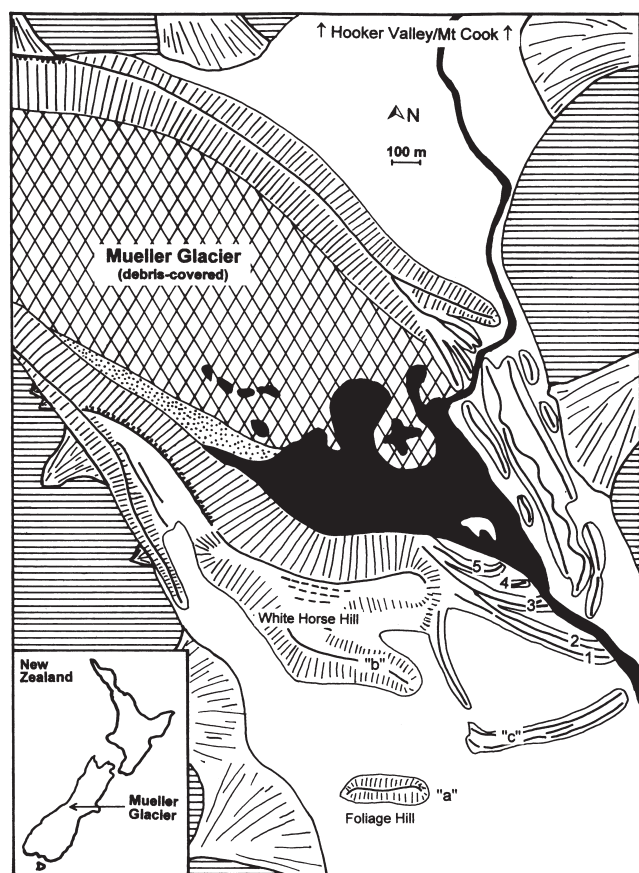 ↑ Hooker Valley/Mt Cook ↑
N
100 m
Mueller Glacier
(debris-covered)
5
4
3
2
1
White Horse Hill
"b"
"c"
"a"
Foliage Hill
New
Zealand
Mueller
Glacier